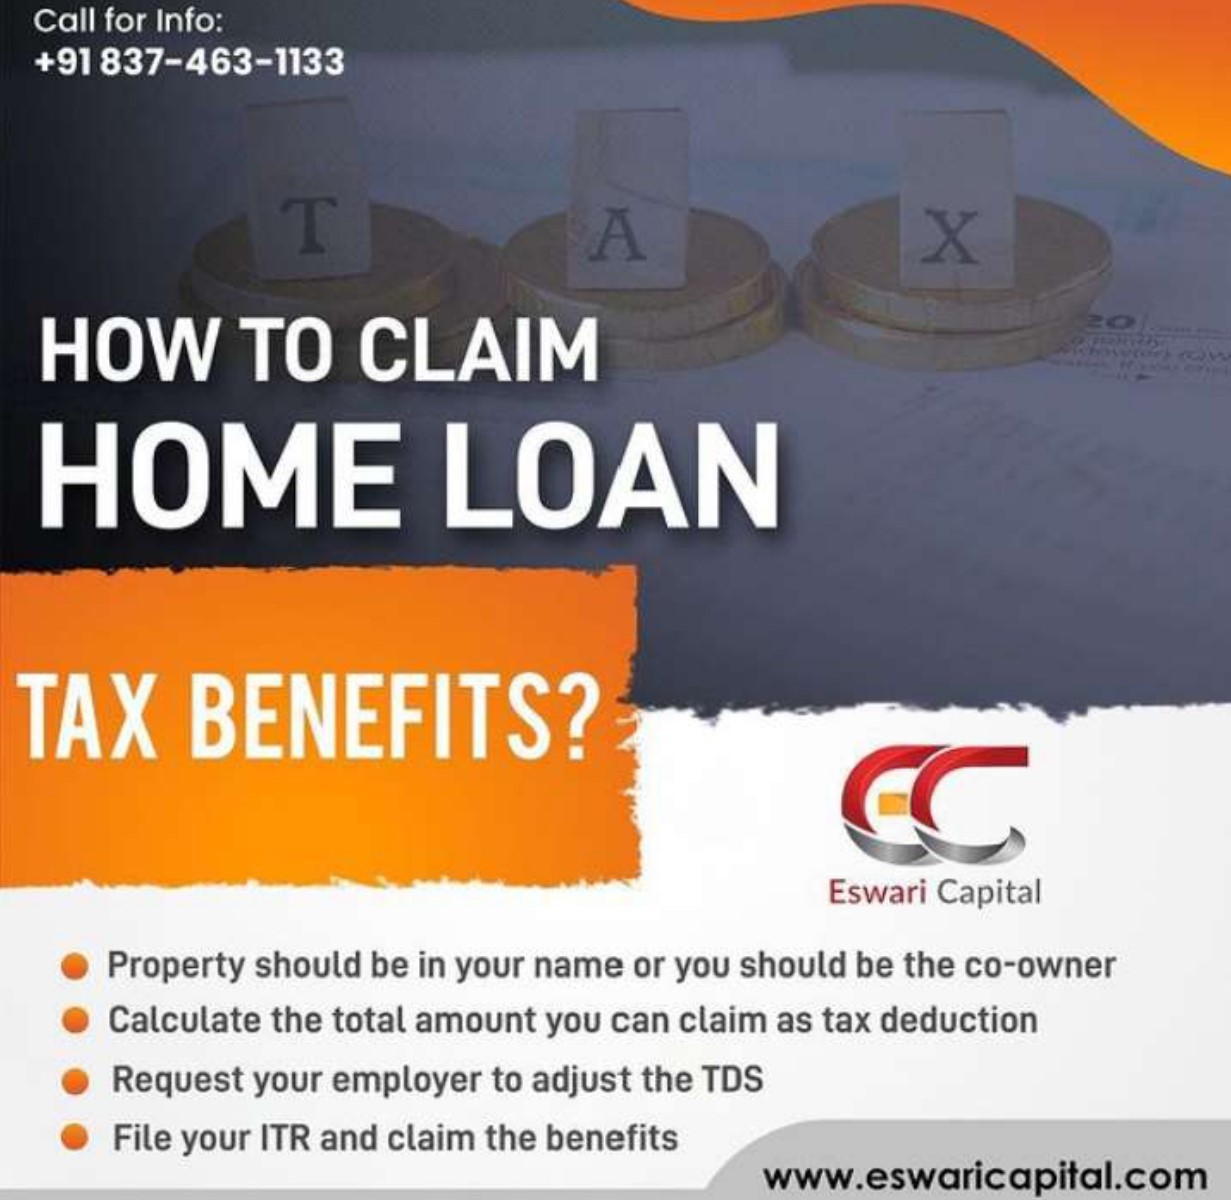 Call for Info:
+91 837-463-1133
T A X
HOW TO CLAIM
HOME LOAN
TAX BENEFITS?
Eswari Capital
Property should be in your name or you should be the co-owner
Calculate the total amount you can claim as tax deduction
Request your employer to adjust the TDS
File your ITR and claim the benefits
www.eswaricapital.com